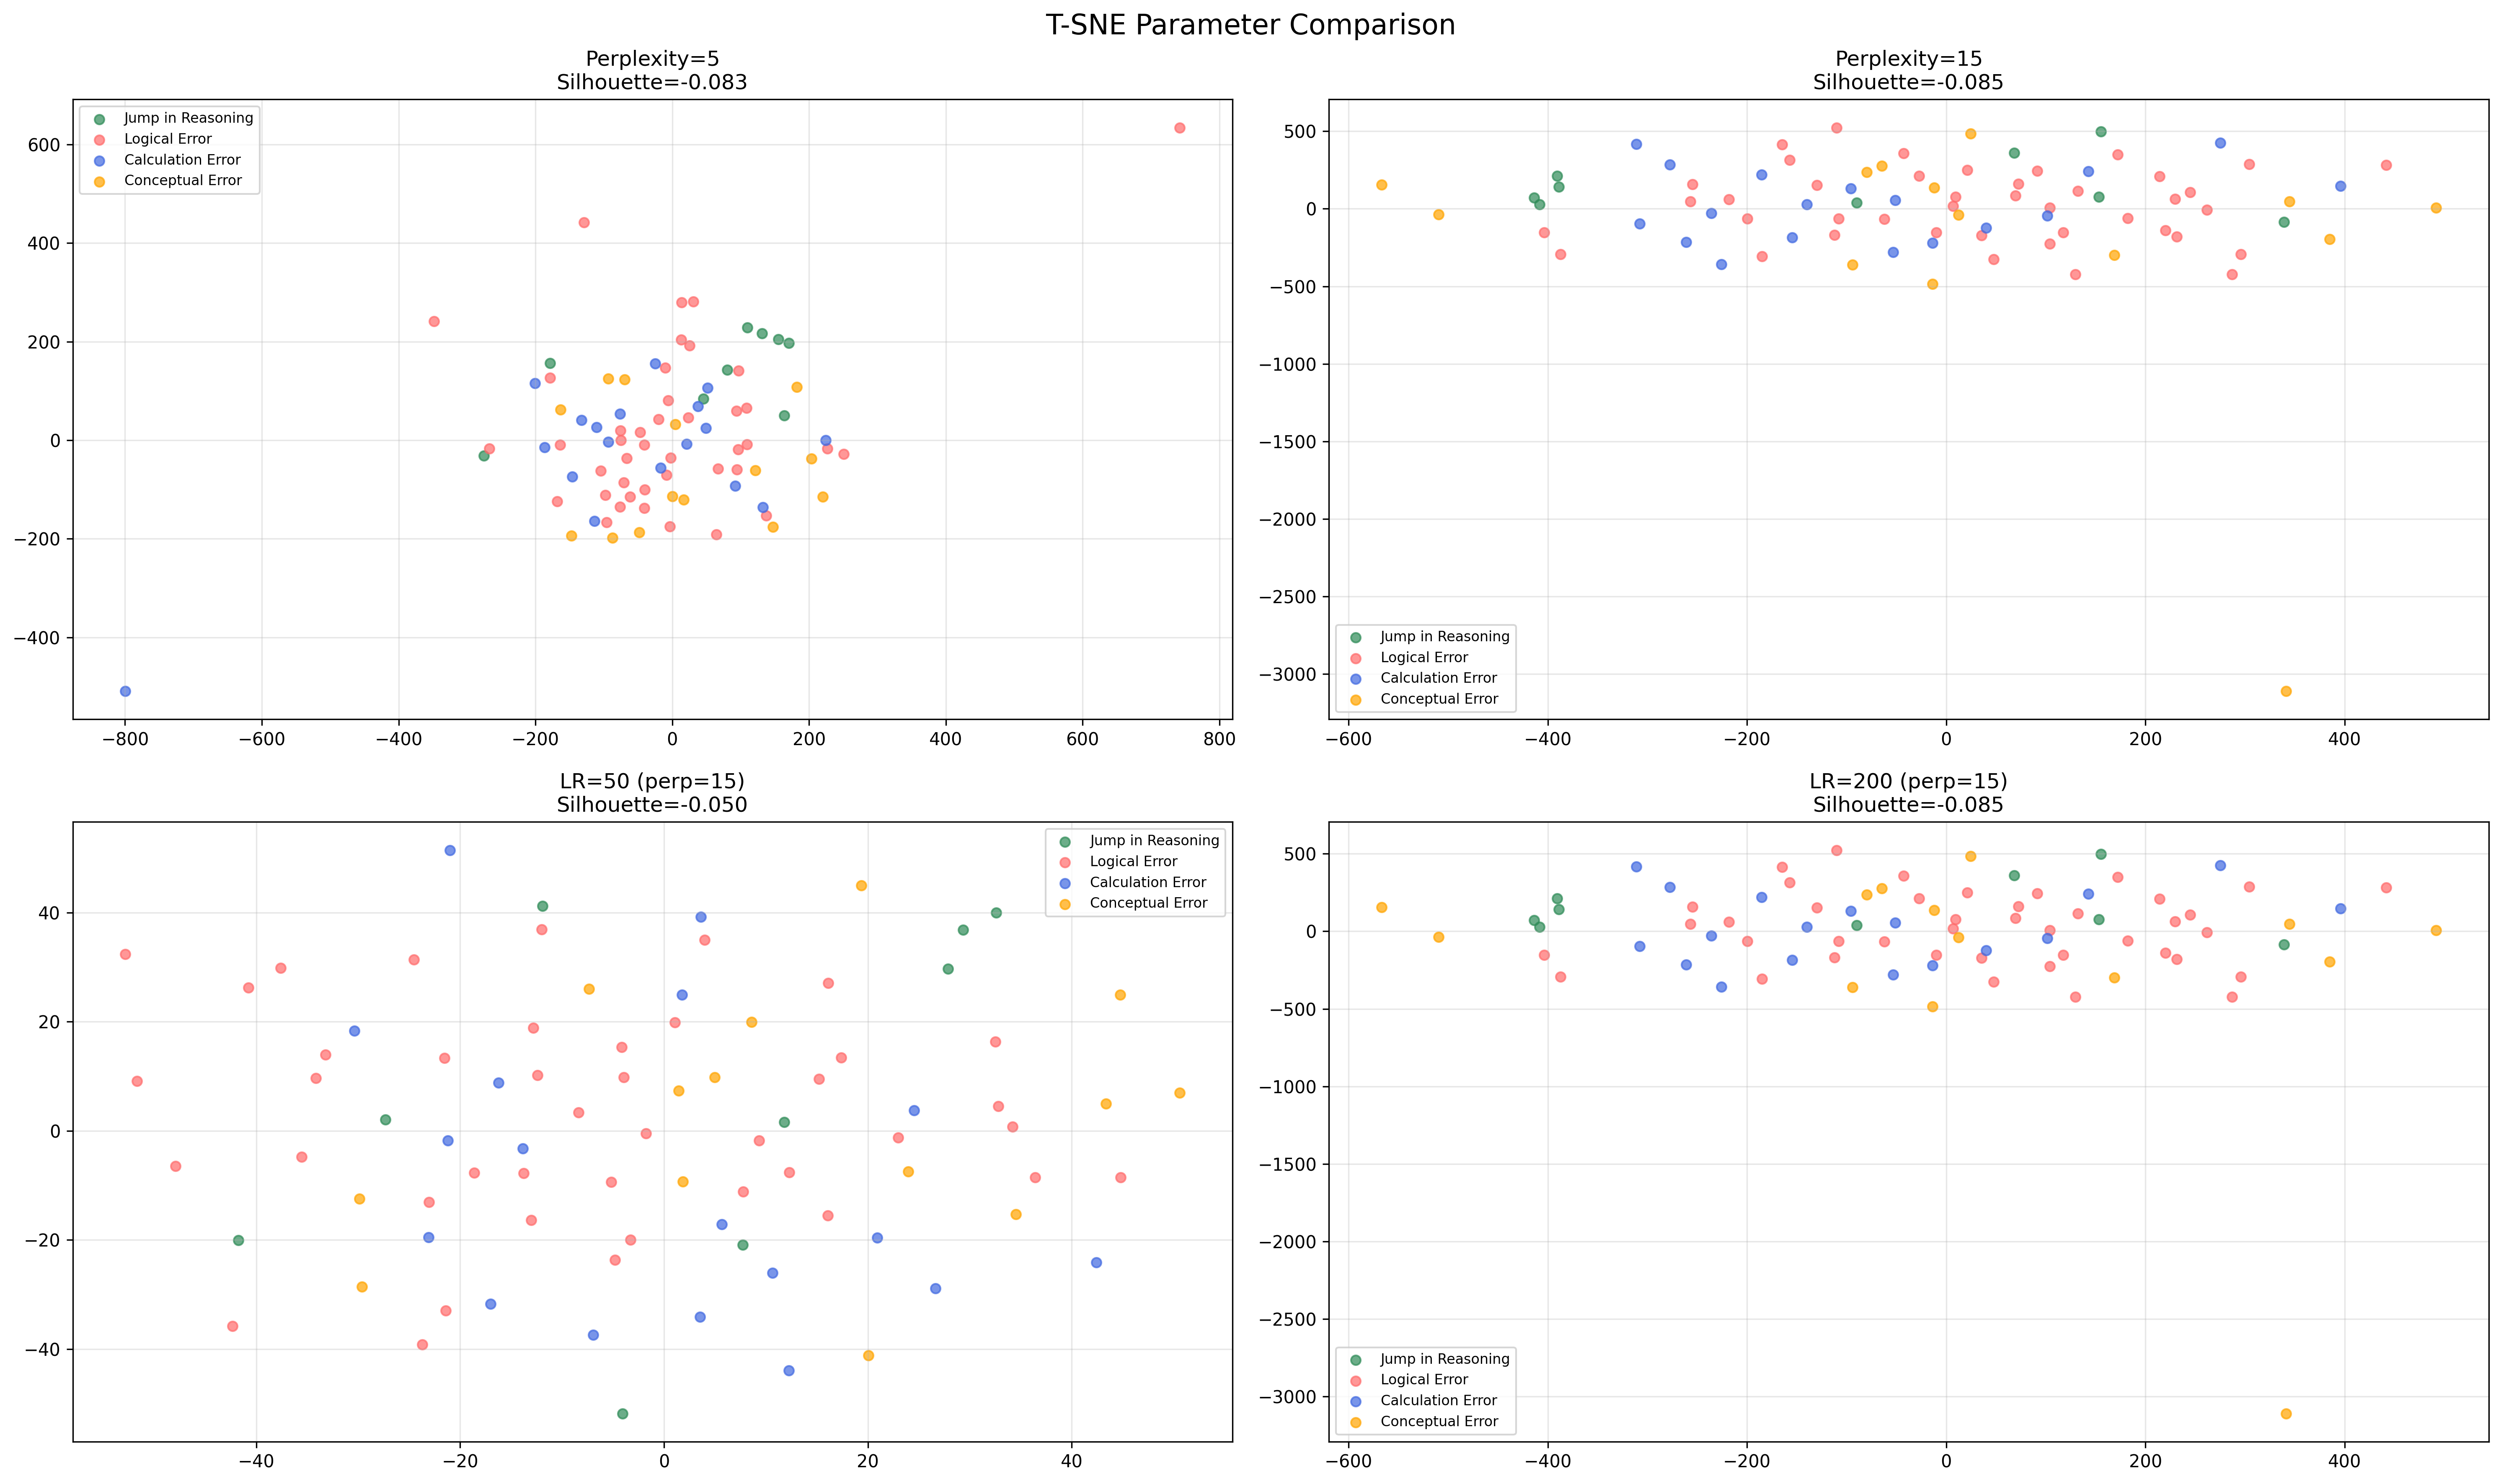 T-SNE Parameter Comparison
Perplexity=5
Silhouette=-0.083
Jump in Reasoning
Logical Error
Calculation Error
Conceptual Error
600
400
200
0
−200
−400
−800
−600
−400
−200
0
200
400
600
800
Perplexity=15
Silhouette=-0.085
500
0
−500
−1000
−1500
−2000
−2500
−3000
Jump in Reasoning
Logical Error
Calculation Error
Conceptual Error
−600
−400
−200
0
200
400
LR=50 (perp=15)
Silhouette=-0.050
Jump in Reasoning
Logical Error
Calculation Error
Conceptual Error
40
20
0
−20
−40
−40
−20
0
20
40
LR=200 (perp=15)
Silhouette=-0.085
500
0
−500
−1000
−1500
−2000
−2500
−3000
Jump in Reasoning
Logical Error
Calculation Error
Conceptual Error
−600
−400
−200
0
200
400